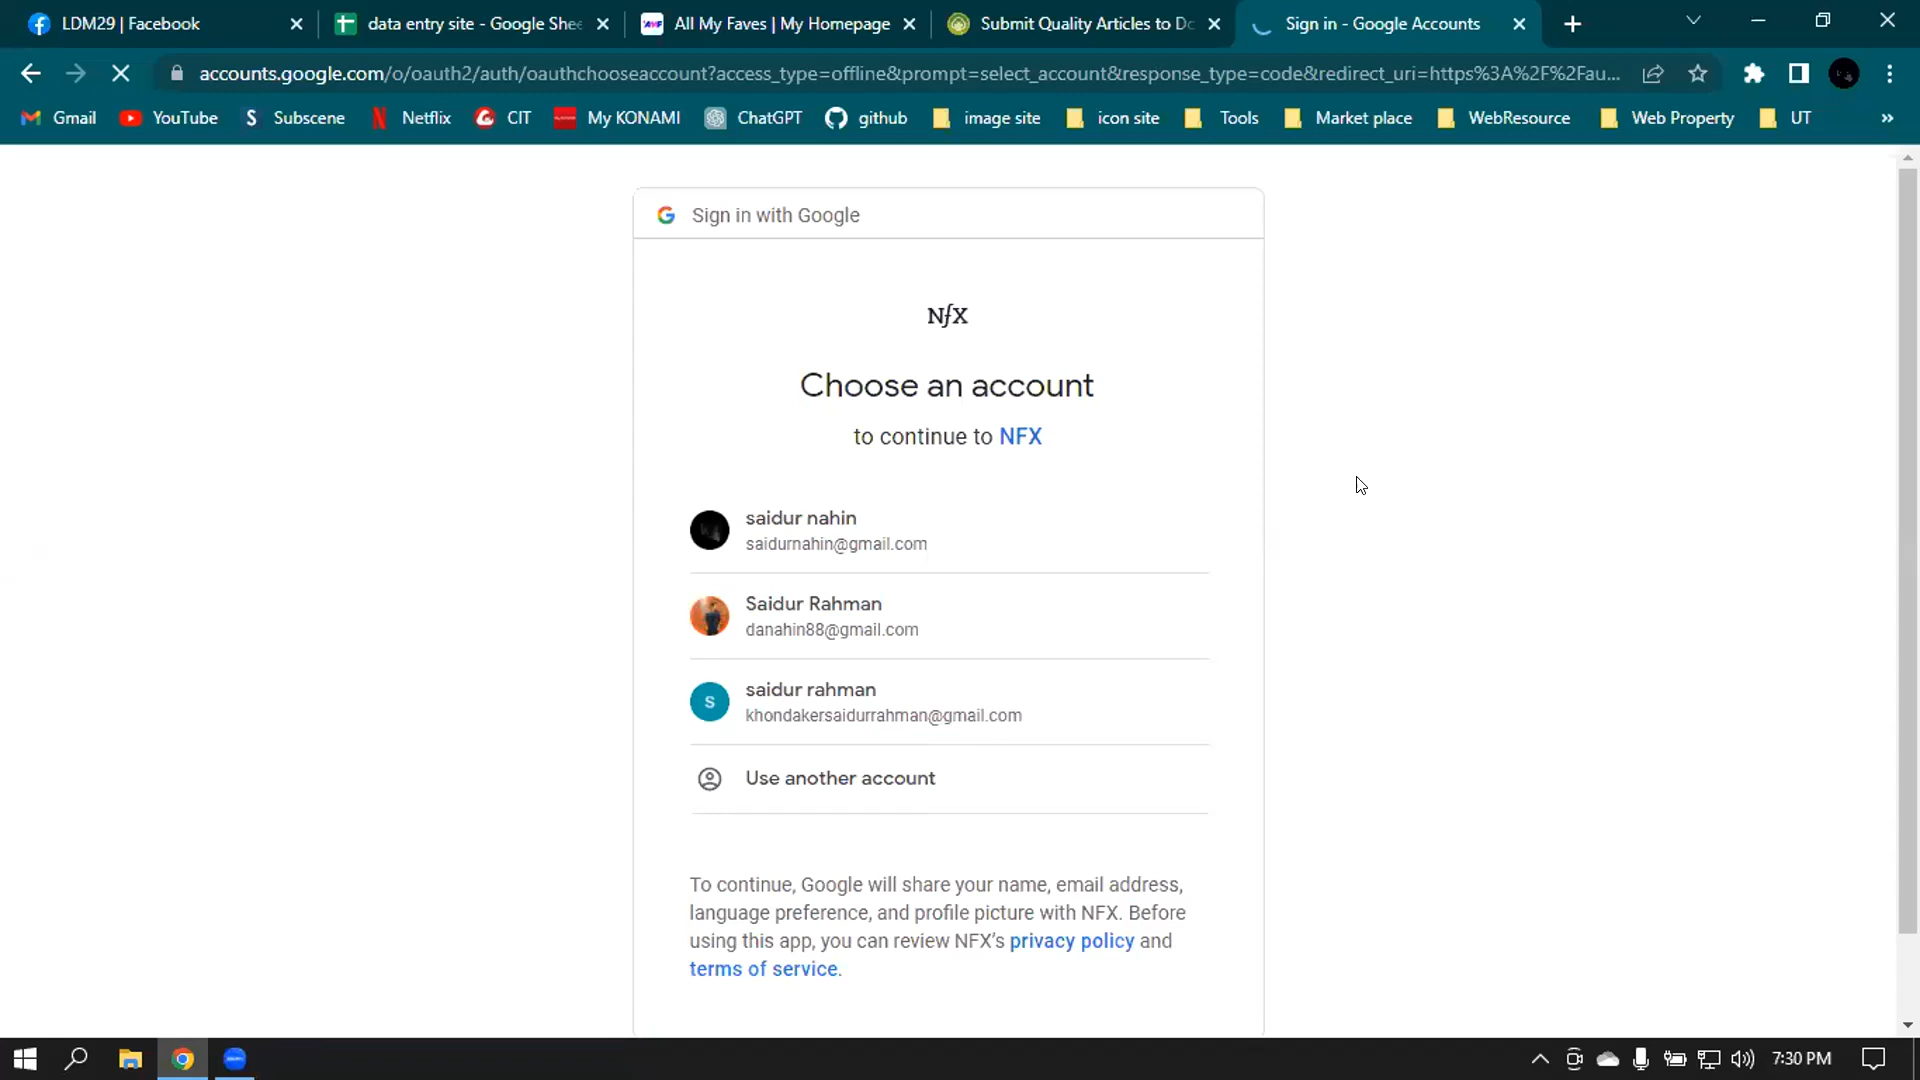 LDM29 | Facebook
data entry site - Google Shee
All My Faves | My Homepage
Submit Quality Articles to Do
Sign in - Google Accounts
accounts.google.com/o/oauth2/auth/oauthchooseaccount?access_type=offline&prompt=select_account&response_type=code&redirect_uri=https%3A%2F%2Fau...
Gmail
YouTube
Subscene
Netflix
CIT
My KONAMI
ChatGPT
github
image site
icon site
Tools
Market place
WebResource
Web Property
UT
Sign in with Google
NfX
Choose an account
to continue to NFX
saidur nahin
saidurnahin@gmail.com
Saidur Rahman
danahin88@gmail.com
S
saidur rahman
khondakersaidurrahman@gmail.com
Use another account
To continue, Google will share your name, email address,
language preference, and profile picture with NFX. Before
using this app, you can review NFX's privacy policy and
terms of service.
7:30 PM